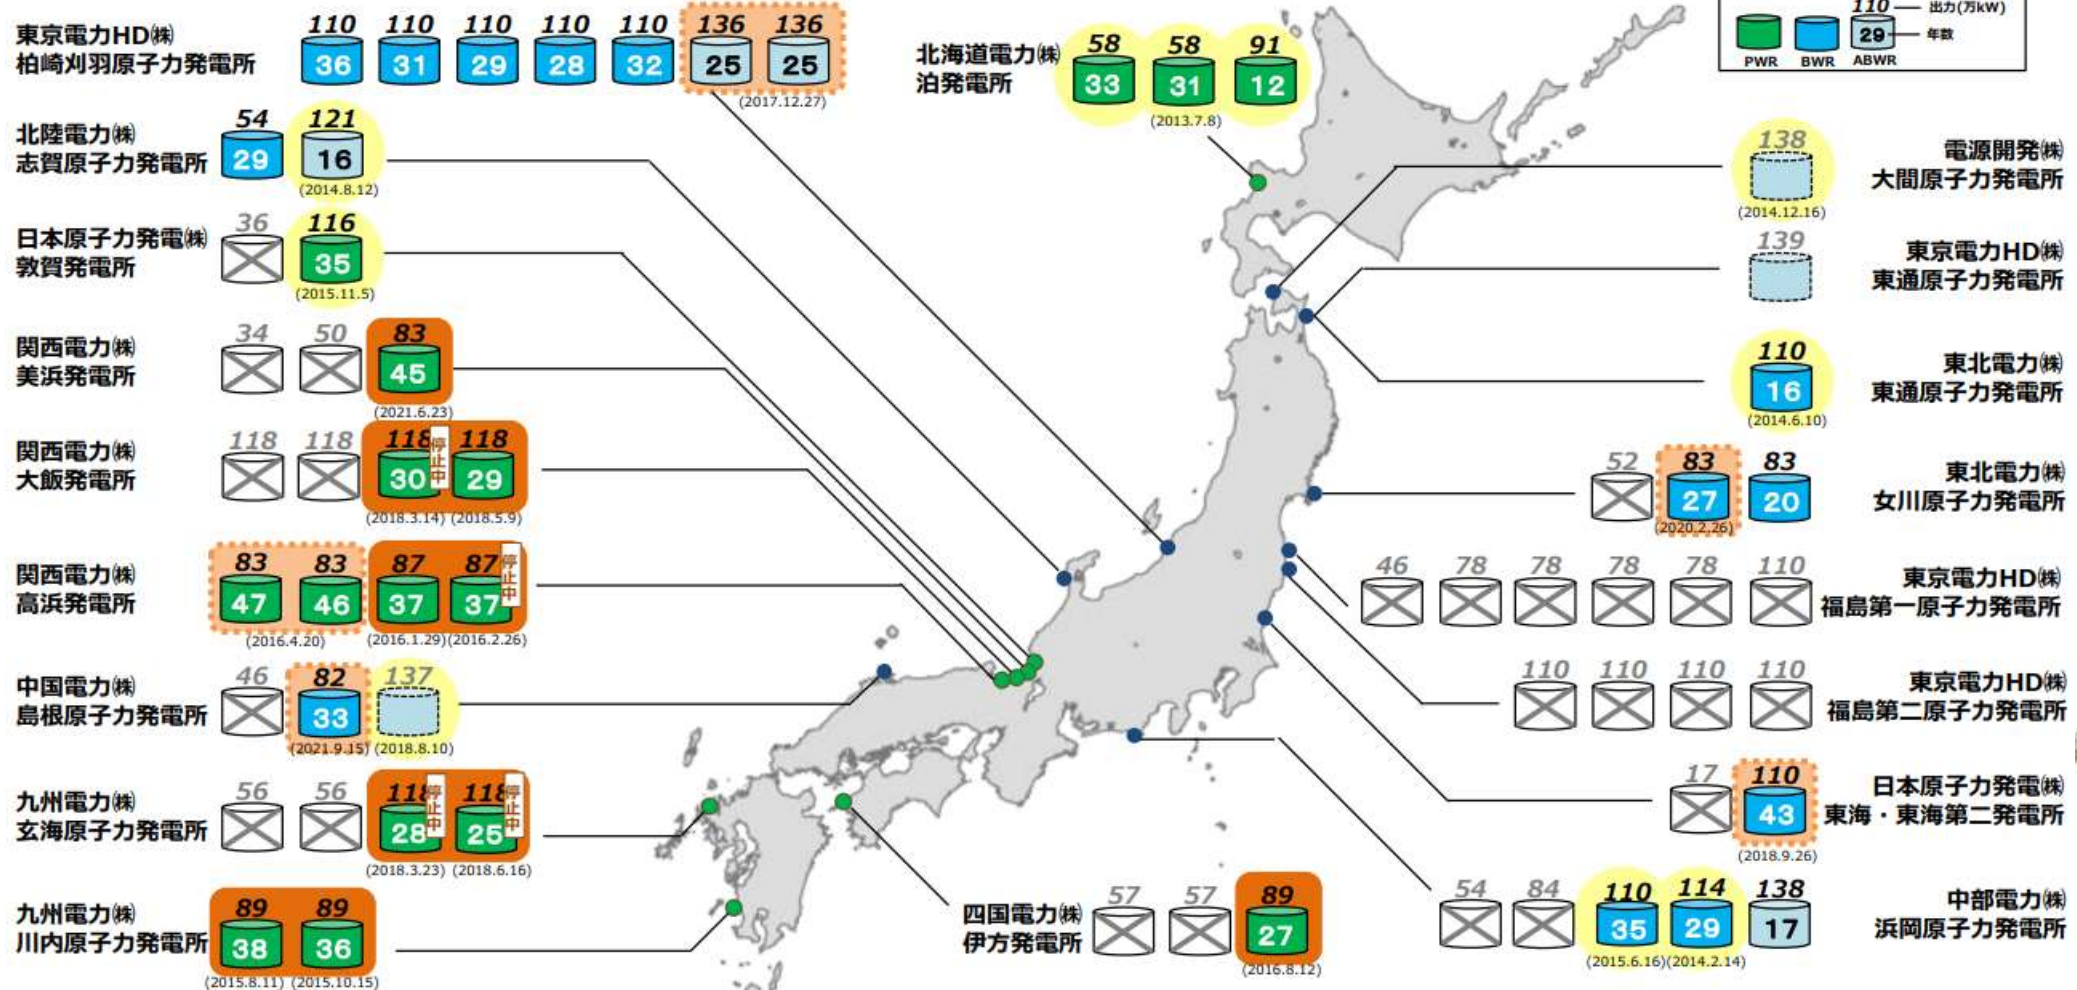 東京電力HD㈱
柏崎刈羽原子力発電所
110 110 110 110 110 136 136
36 31 29 28 32 25 25
(2017.12.27)
北陸電力㈱
志賀原子力発電所
54 121
29 16
(2014.8.12)
日本原子力発電㈱
敦賀発電所
36 116
35
(2015.11.5)
関西電力㈱
美浜発電所
34 50 83
45
(2021.6.23)
関西電力㈱
大飯発電所
118 118 118 118
停止中
30 29
(2018.3.14) (2018.5.9)
関西電力㈱
高浜発電所
83 83 87 87
停止中
47 46 37 37
(2016.4.20) (2016.1.29) (2016.2.26)
中国電力㈱
島根原子力発電所
46 82 137
33
(2021.9.15) (2018.8.10)
九州電力㈱
玄海原子力発電所
56 56 118 118
停止中 停止中
28 25
(2018.3.23) (2018.6.16)
九州電力㈱
川内原子力発電所
89 89
38 36
(2015.8.11) (2015.10.15)
北海道電力㈱
泊発電所
58 58 91
33 31 12
(2013.7.8)
110 出力(万kW)
29 年数
PWR BWR ABWR
138
電源開発㈱
大間原子力発電所
(2014.12.16)
139
東京電力HD㈱
東通原子力発電所
110
16
東北電力㈱
東通原子力発電所
(2014.6.10)
52 83 83
27 20
東北電力㈱
女川原子力発電所
(2020.2.26)
46 78 78 78 78 110
東京電力HD㈱
福島第一原子力発電所
110 110 110 110
東京電力HD㈱
福島第二原子力発電所
17 110
43
日本原子力発電㈱
東海・東海第二発電所
(2018.9.26)
四国電力㈱
伊方発電所
57 57 89
27
(2016.8.12)
54 84 110 114 138
35 29 17
中部電力㈱
浜岡原子力発電所
(2015.6.16) (2014.2.14)